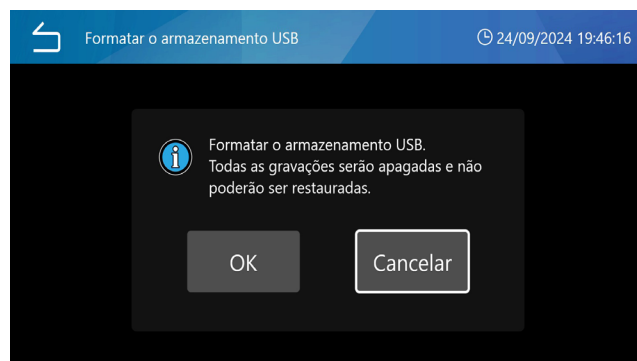 Formatar o armazenamento USB
24/09/2024 19:46:16
Formatar o armazenamento USB.
Todas as gravações serão apagadas e não
poderão ser restauradas.
OK
Cancelar